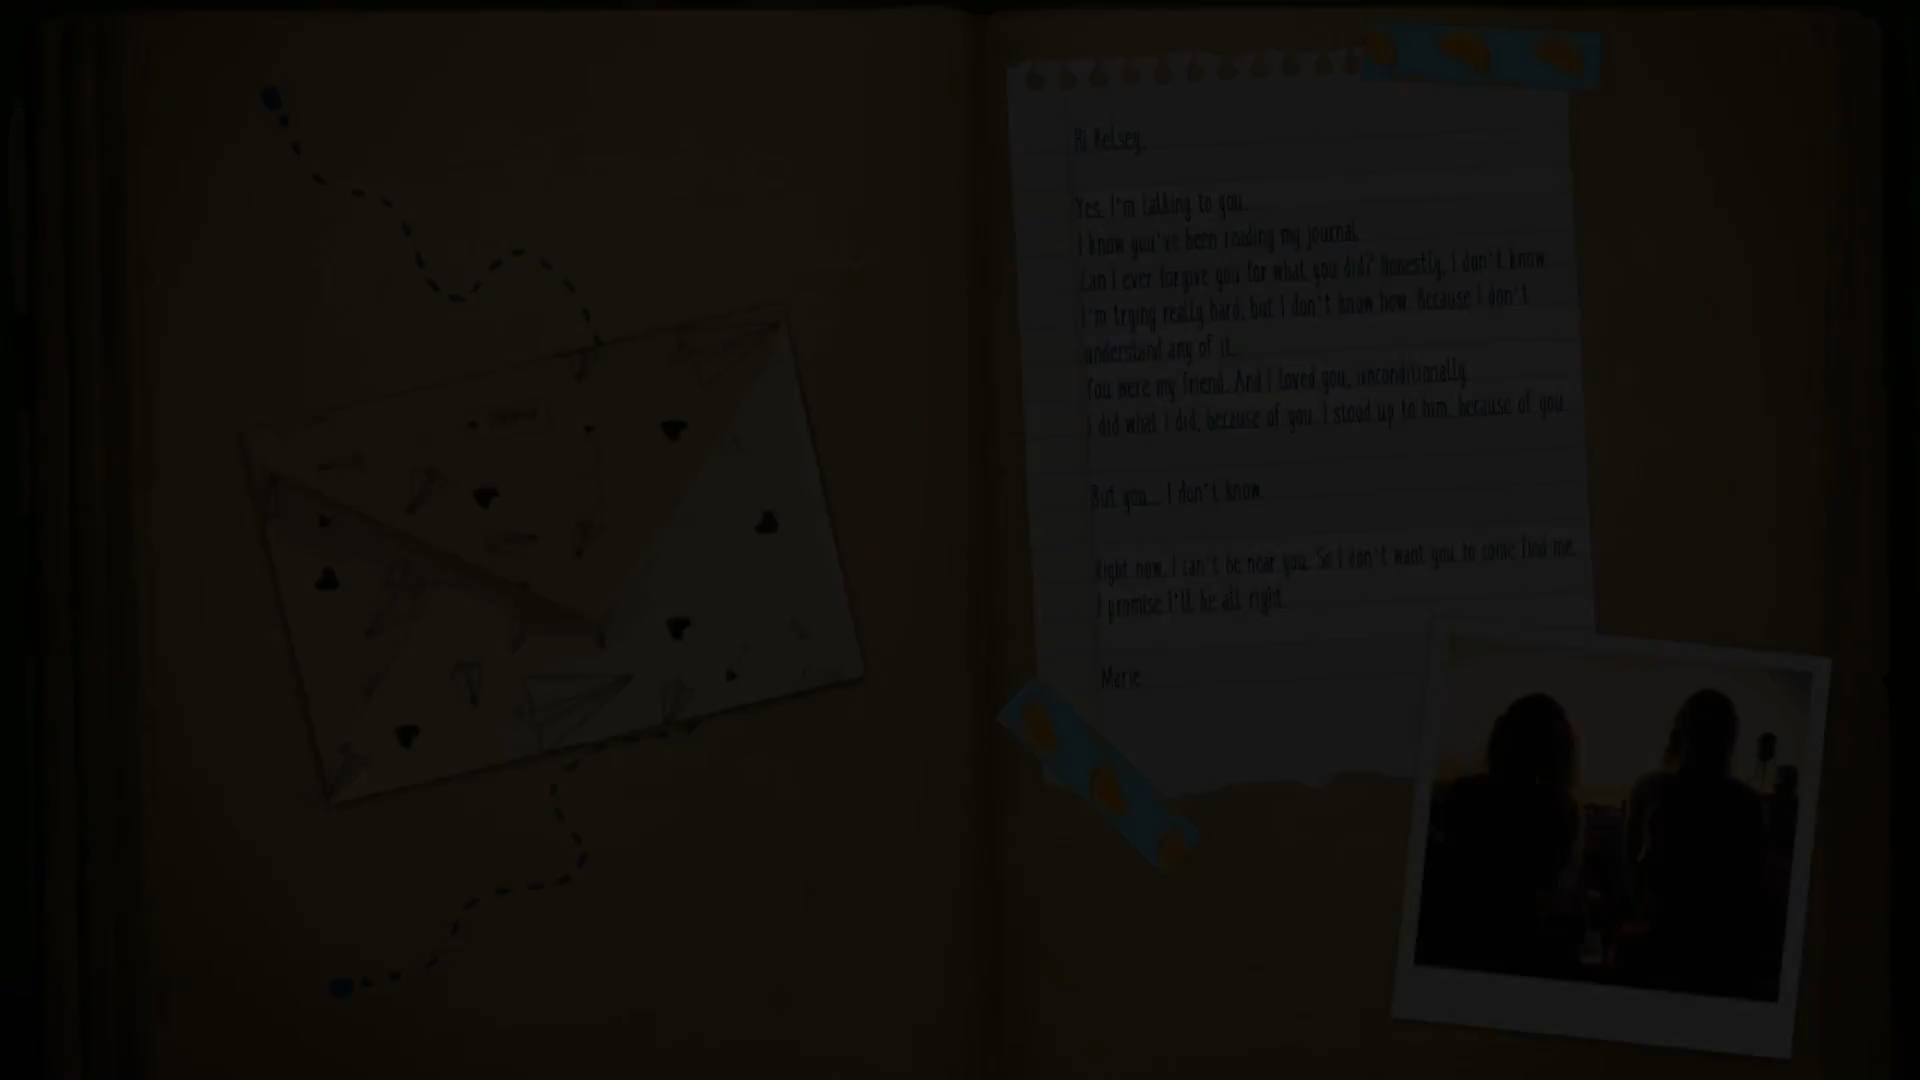 Hi Kelsey,
Yes, I'm talking to you.
I know you've been reading my journal.
Can I ever forgive you for what you did? Honestly, I don't know.
I'm trying really hard, but I don't know how. Because I don't
understand any of it.
You were my friend. And I loved you, unconditionally.
I did what I did, because of you. I stood up to him, because of you.
But you... I don't know.
Right now, I can't be near you. So I don't want you to come find me.
I promise I'll be all right.
Marie